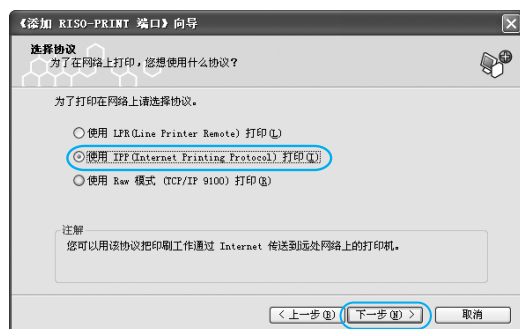 《添加 RISO-PRINT 端口》向导
选择协议
为了在网络上打印，您想使用什么协议？
为了打印在网络上请选择协议。
使用 LPR(Line Printer Remote) 打印(L)
使用 IPP(Internet Printing Protocol) 打印(I)
使用 Raw 模式 (TCP/IP 9100) 打印(R)
注解
您可以用该协议把印刷工作通过 Internet 传送到远处网络上的打印机。
< 上一步(B) 下一步(N) > 取消